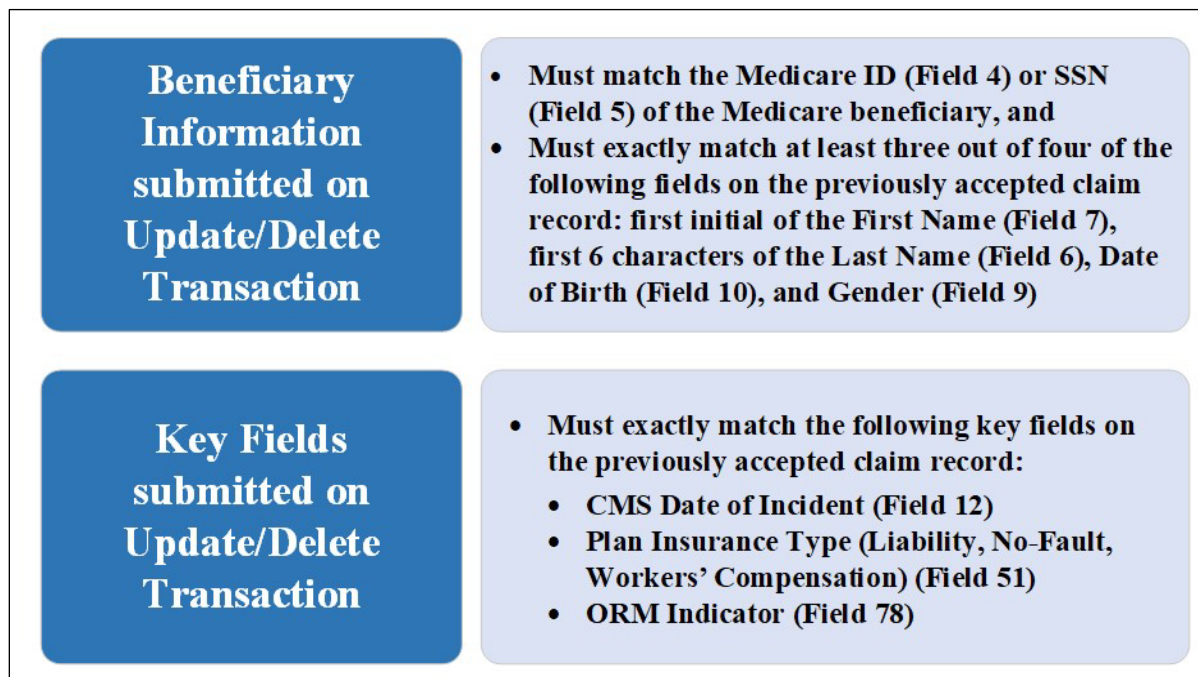 Beneficiary
Information
submitted on
Update/Delete
Transaction
• Must match the Medicare ID (Field 4) or SSN
(Field 5) of the Medicare beneficiary, and
• Must exactly match at least three out of four of the
following fields on the previously accepted claim
record: first initial of the First Name (Field 7),
first 6 characters of the Last Name (Field 6), Date
of Birth (Field 10), and Gender (Field 9)
Key Fields
submitted on
Update/Delete
Transaction
• Must exactly match the following key fields on
the previously accepted claim record:
• CMS Date of Incident (Field 12)
• Plan Insurance Type (Liability, No-Fault,
Workers’ Compensation) (Field 51)
• ORM Indicator (Field 78)